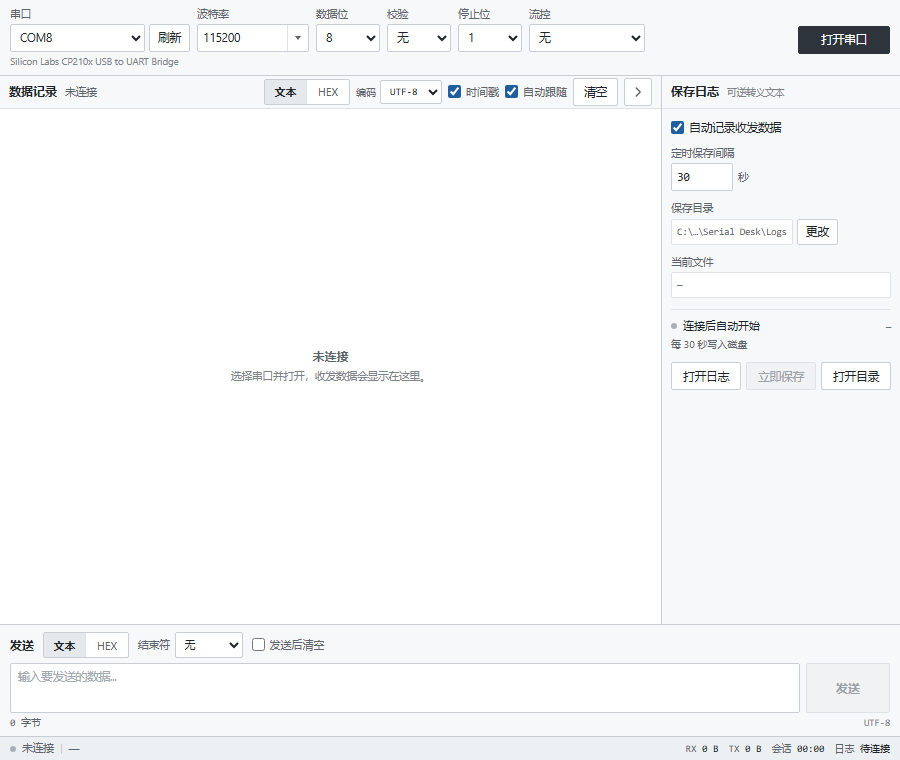 串口 波特率 数据位 校验 停止位 流控
COM8 刷新 115200 8 无 1 无 打开串口
Silicon Labs CP210x USB to UART Bridge
数据记录 未连接 文本 HEX 编码 UTF-8 时间戳 自动跟随 清空 保存日志 可逆转义文本
自动记录收发数据
定时保存间隔
30 秒
保存目录
C:\…\Serial Desk\Logs 更改
当前文件
—
连接后自动开始 —
每 30 秒写入磁盘
打开日志 立即保存 打开目录
未连接
选择串口并打开，收发数据会显示在这里。
发送 文本 HEX 结束符 无 发送后清空
输入要发送的数据…
发送
0 字节 UTF-8
未连接 — RX 0 B TX 0 B 会话 00:00 日志 待连接